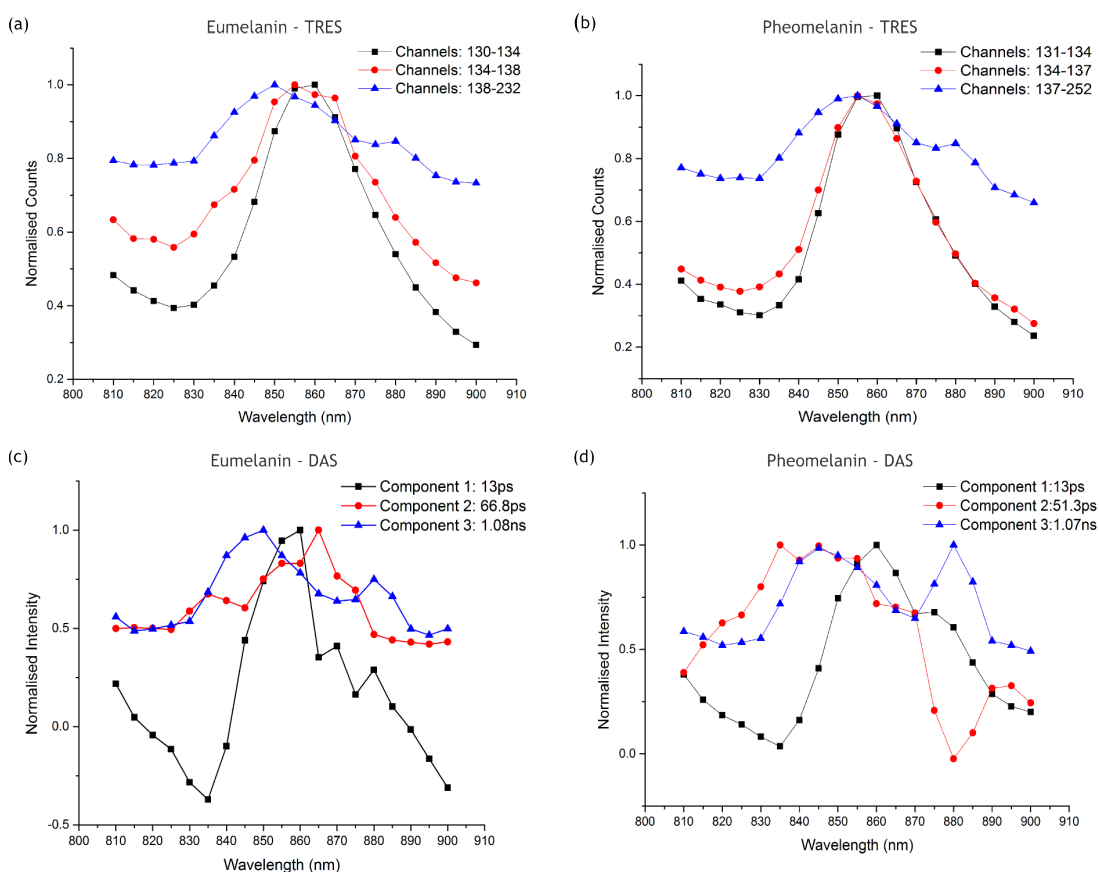 (a)
Eumelanin - TRES
Channels: 130-134
Channels: 134-138
Channels: 138-232
1.0
0.8
0.6
0.4
0.2
Normalised Counts
800 810 820 830 840 850 860 870 880 890 900 910
Wavelength (nm)
(b)
Pheomelanin - TRES
Channels: 131-134
Channels: 134-137
Channels: 137-252
1.0
0.8
0.6
0.4
0.2
Normalised Counts
800 810 820 830 840 850 860 870 880 890 900 910
Wavelength (nm)
(c)
Eumelanin - DAS
Component 1: 13ps
Component 2: 66.8ps
Component 3: 1.08ns
1.0
0.5
0.0
-0.5
Normalised Intensity
800 810 820 830 840 850 860 870 880 890 900 910
Wavelength (nm)
(d)
Pheomelanin - DAS
Component 1:13ps
Component 2:51.3ps
Component 3:1.07ns
1.0
0.5
0.0
Normalised Intensity
800 810 820 830 840 850 860 870 880 890 900 910
Wavelength (nm)